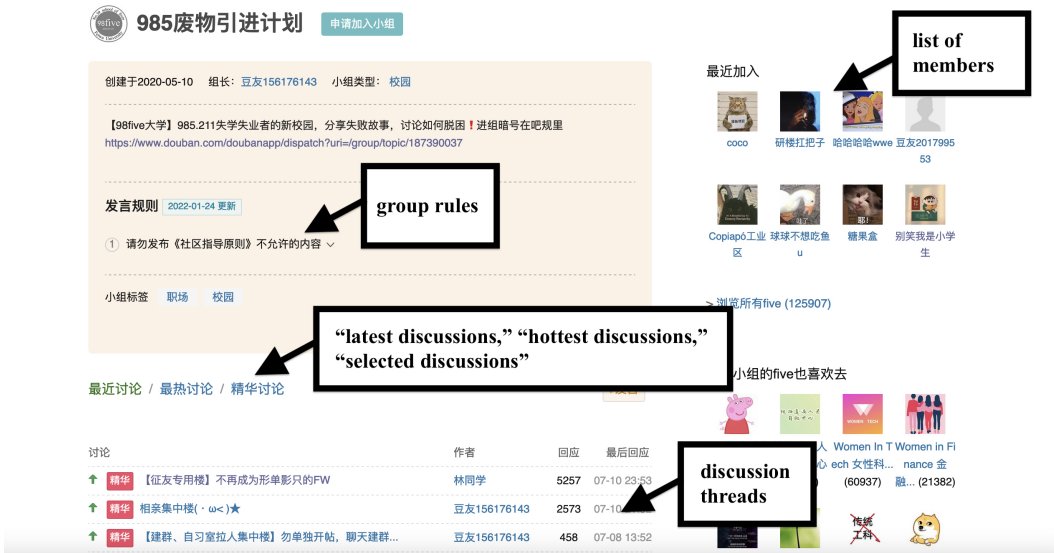 98five
985废物引进计划
申请加入小组
创建于2020-05-10 组长：豆友156176143 小组类型：校园
【98five大学】985.211失学失业者的新校园，分享失败故事，讨论如何脱困❗进组暗号在吧规里
https://www.douban.com/doubanapp/dispatch?uri=/group/topic/187390037
发言规则 2022-01-24 更新
group rules
1 请勿发布《社区指导原则》不允许的内容
小组标签 职场 校园
“latest discussions,” “hottest discussions,”
“selected discussions”
最近讨论 / 最热讨论 / 精华讨论
讨论 作者 回应 最后回应
精华 【征友专用楼】不再成为形单影只的FW 林同学 5257 07-10 23:53
精华 相亲集中楼( · ω< )★ 豆友156176143 2573 07-10
精华 【建群、自习室拉人集中楼】勿单独开帖，聊天建群... 豆友156176143 458 07-08 13:52
discussion
threads
list of
members
最近加入
coco 研楼扛把子 哈哈哈哈wwe 豆友2017995
53
Copiapó工业 球球不想吃鱼 糖果盒 别笑我是小学
区 u 生
> 浏览所有five (125907)
小组的five也喜欢去
WOMEN TECH
人 Women In T Women in Fi
心 ech 女性科... nance 金
(60937) 融... (21382)
传统
工科